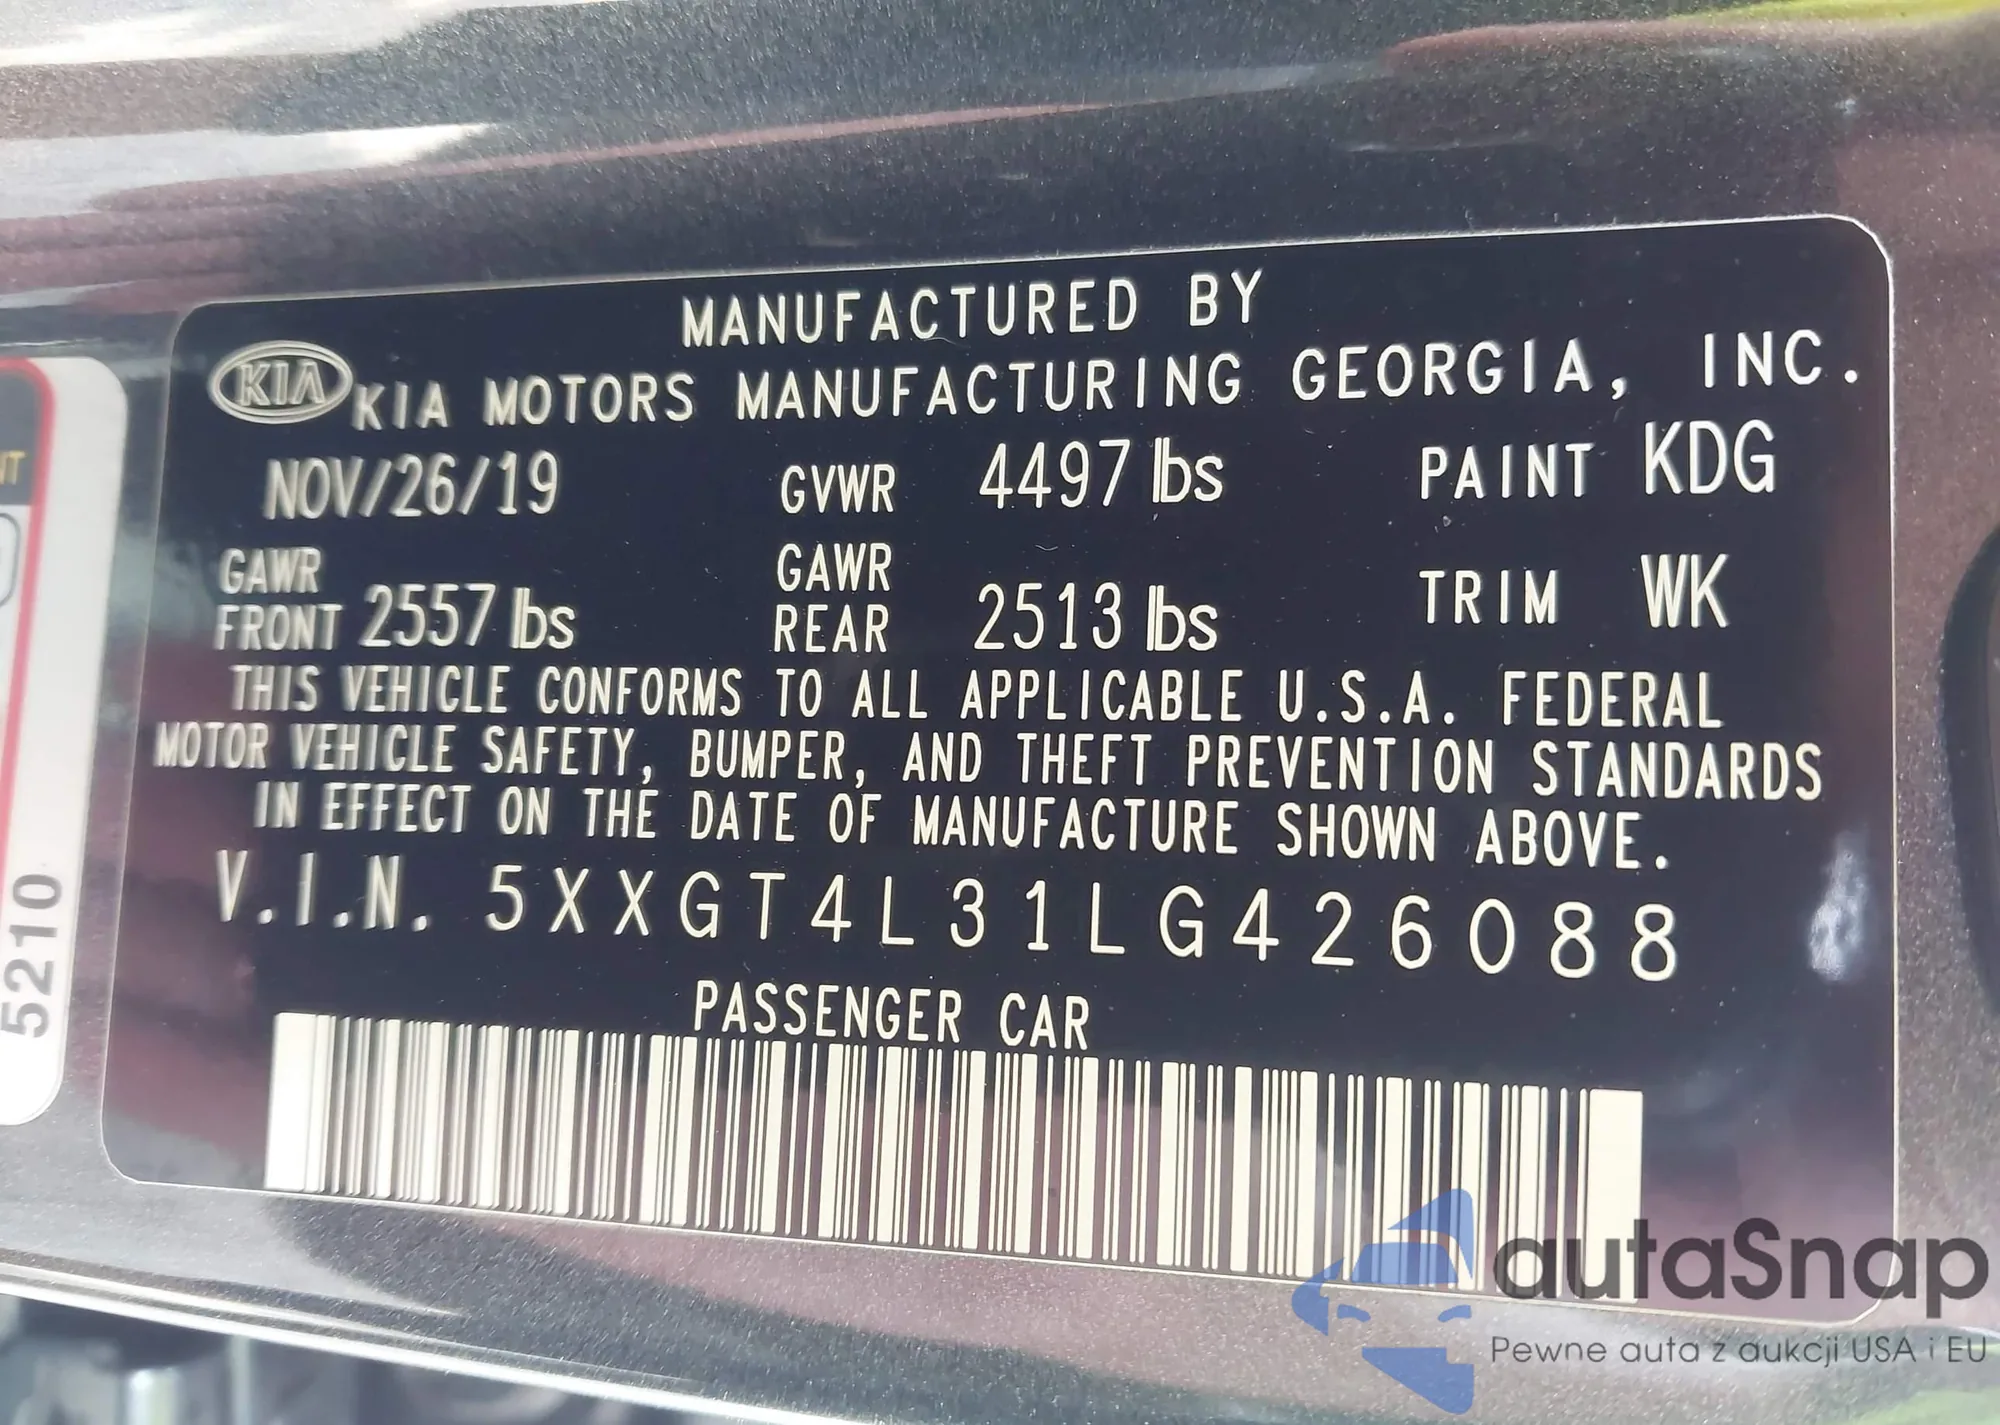 MANUFACTURED BY
KIA KIA MOTORS MANUFACTURING GEORGIA, INC.
NOV/26/19 GVWR 4497 lbs PAINT KDG
GAWR FRONT 2557 lbs GAWR REAR 2513 lbs TRIM WK
THIS VEHICLE CONFORMS TO ALL APPLICABLE U.S.A. FEDERAL
MOTOR VEHICLE SAFETY, BUMPER, AND THEFT PREVENTION STANDARDS
IN EFFECT ON THE DATE OF MANUFACTURE SHOWN ABOVE.
V.I.N. 5XXGT4L31LG426088
PASSENGER CAR
5210
autaSnap
Pewne auta z aukcji USA i EU